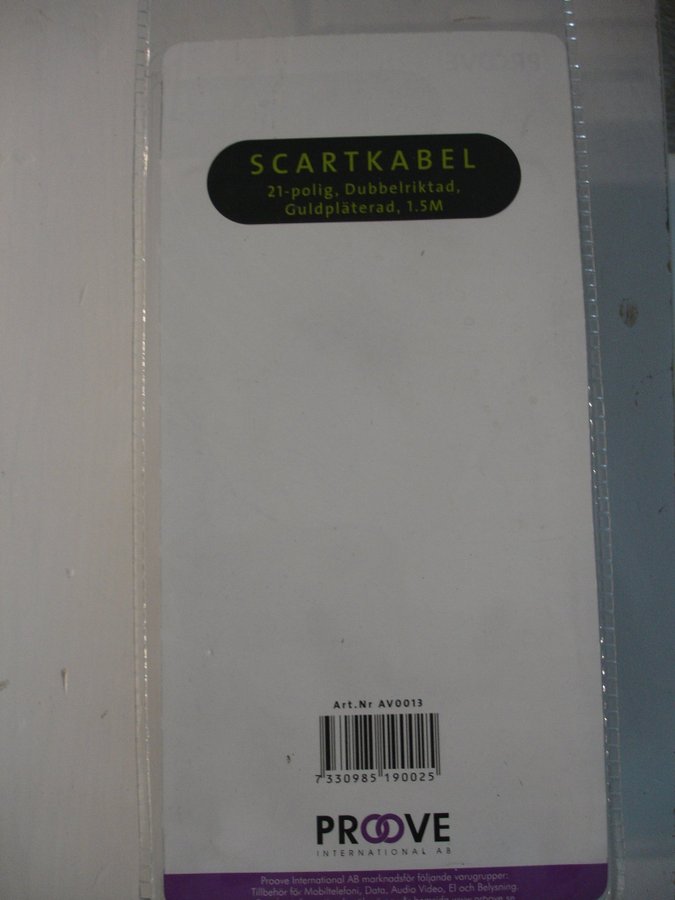 SCARTKABEL
21-polig, Dubbelriktad,
Guldpläterad, 1.5M
Art.Nr AV0013
7 330985 190025
PROOVE
INTERNATIONAL AB
Proove International AB marknadsför följande varugrupper:
Tillbehör för Mobiltelefoni, Data, Audio Video, El och Belysning